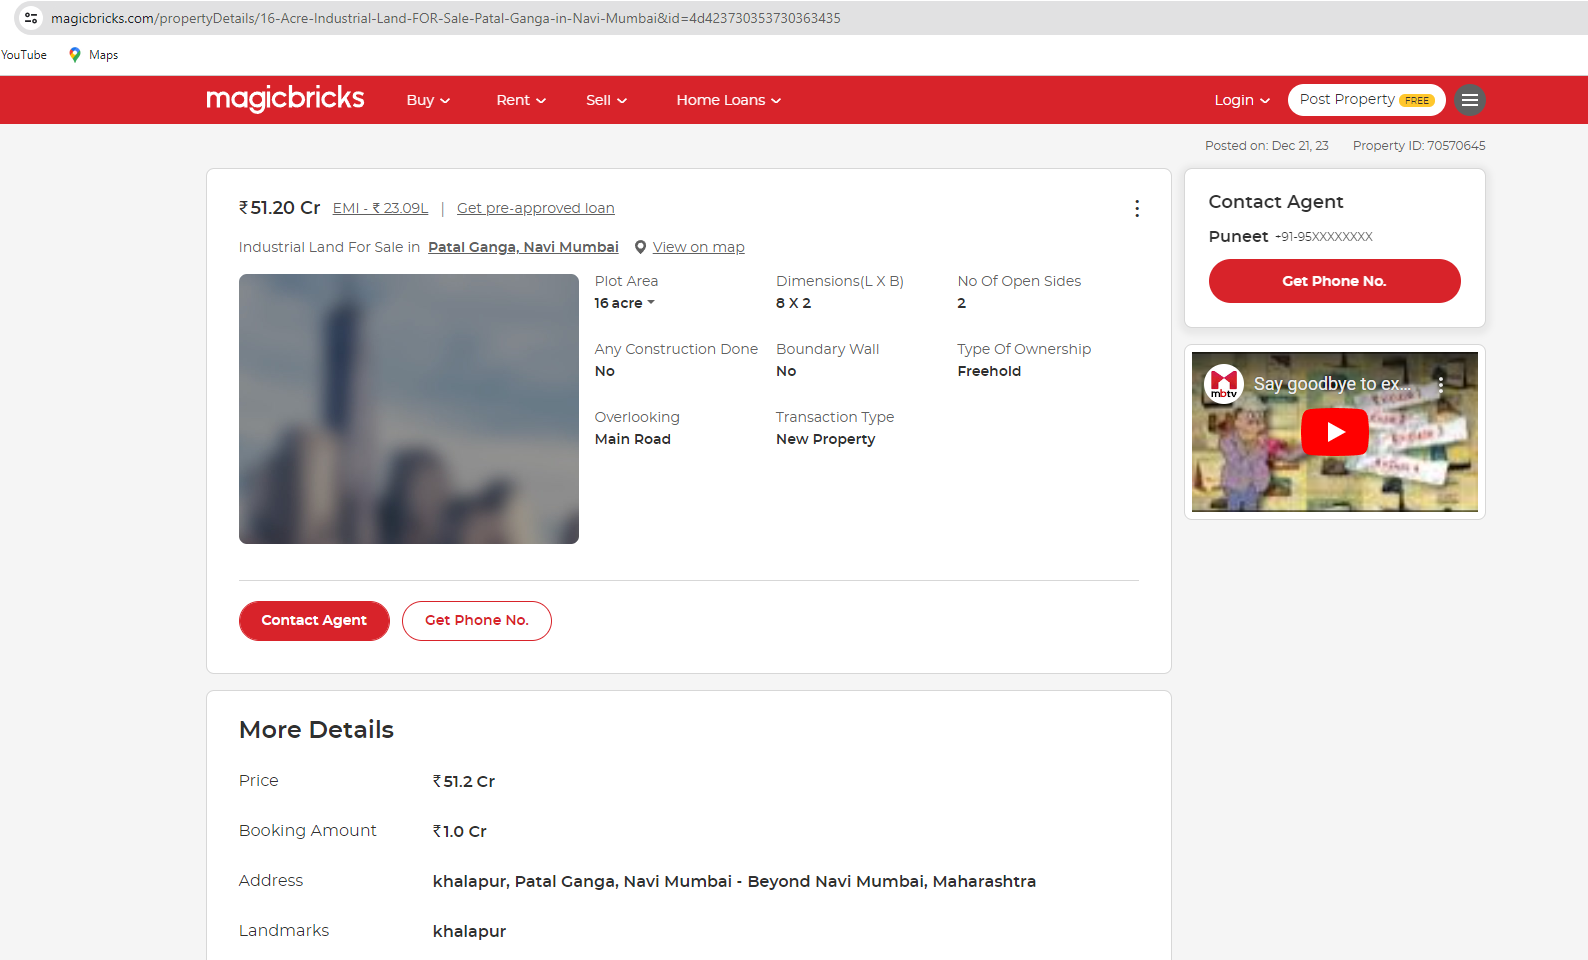 magicbricks.com/propertyDetails/16-Acre-Industrial-Land-FOR-Sale-Patal-Ganga-in-Navi-Mumbai&id=4d423730353730363435
YouTube Maps
magicbricks Buy Rent Sell Home Loans Login Post Property FREE
Posted on: Dec 21, 23 Property ID: 70570645
₹51.20 Cr EMI - ₹ 23.09L | Get pre-approved loan
Industrial Land For Sale in Patal Ganga, Navi Mumbai View on map
Plot Area Dimensions(L X B) No Of Open Sides
16 acre 8 X 2 2
Any Construction Done Boundary Wall Type Of Ownership
No No Freehold
Overlooking Transaction Type
Main Road New Property
Contact Agent Get Phone No.
Contact Agent
Puneet +91-95XXXXXXXX
Get Phone No.
mbtv Say goodbye to ex...
More Details
Price ₹51.2 Cr
Booking Amount ₹1.0 Cr
Address khalapur, Patal Ganga, Navi Mumbai - Beyond Navi Mumbai, Maharashtra
Landmarks khalapur